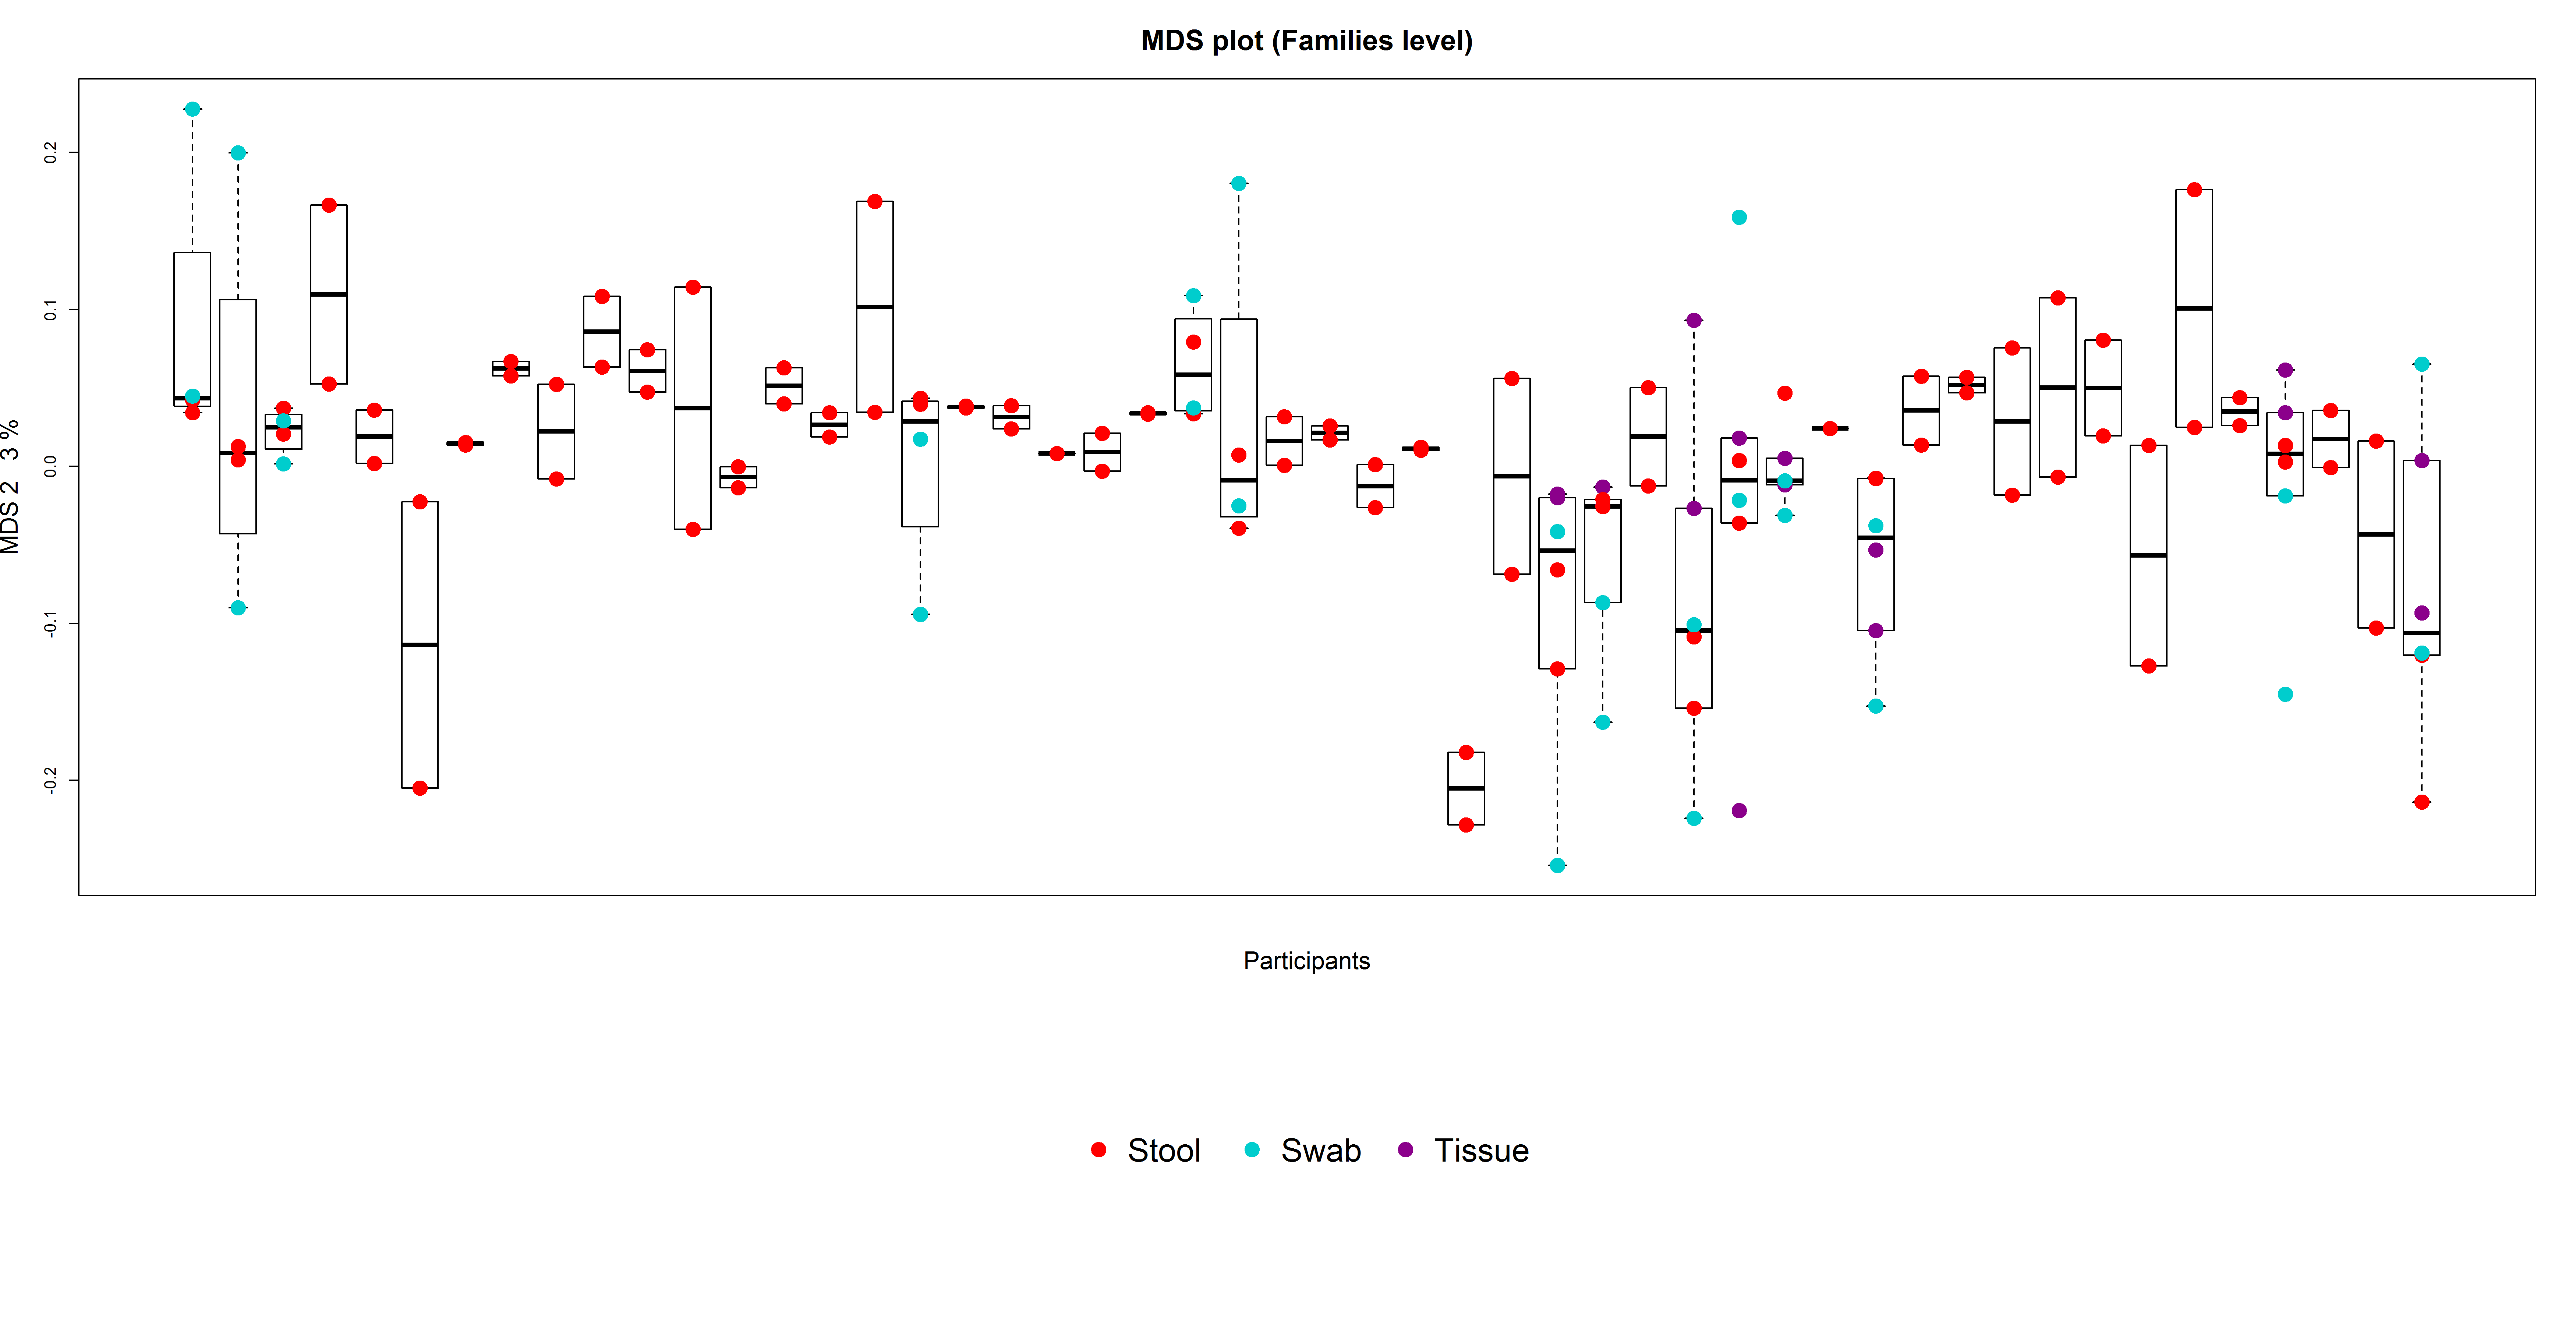 MDS plot (Families level)
MDS 2 3 %
0.2
0.1
0.0
-0.1
-0.2
Participants
Stool Swab Tissue